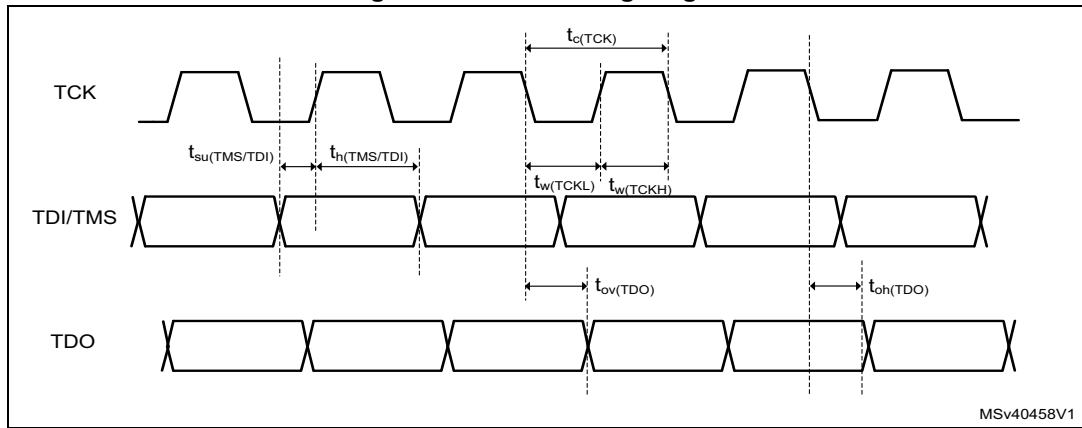 tc(TCK)
TCK
tsu(TMS/TDI)
th(TMS/TDI)
tw(TCKL)
tw(TCKH)
TDI/TMS
tov(TDO)
toh(TDO)
TDO
MSv40458V1